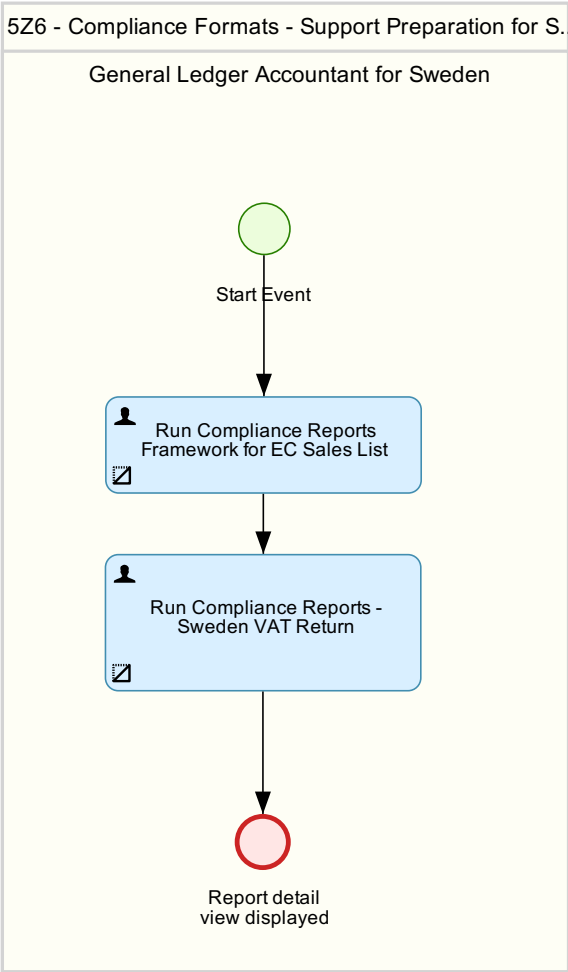 5Z6 - Compliance Formats - Support Preparation for S..
General Ledger Accountant for Sweden
Start Event
Run Compliance Reports
Framework for EC Sales List
Run Compliance Reports -
Sweden VAT Return
Report detail
view displayed